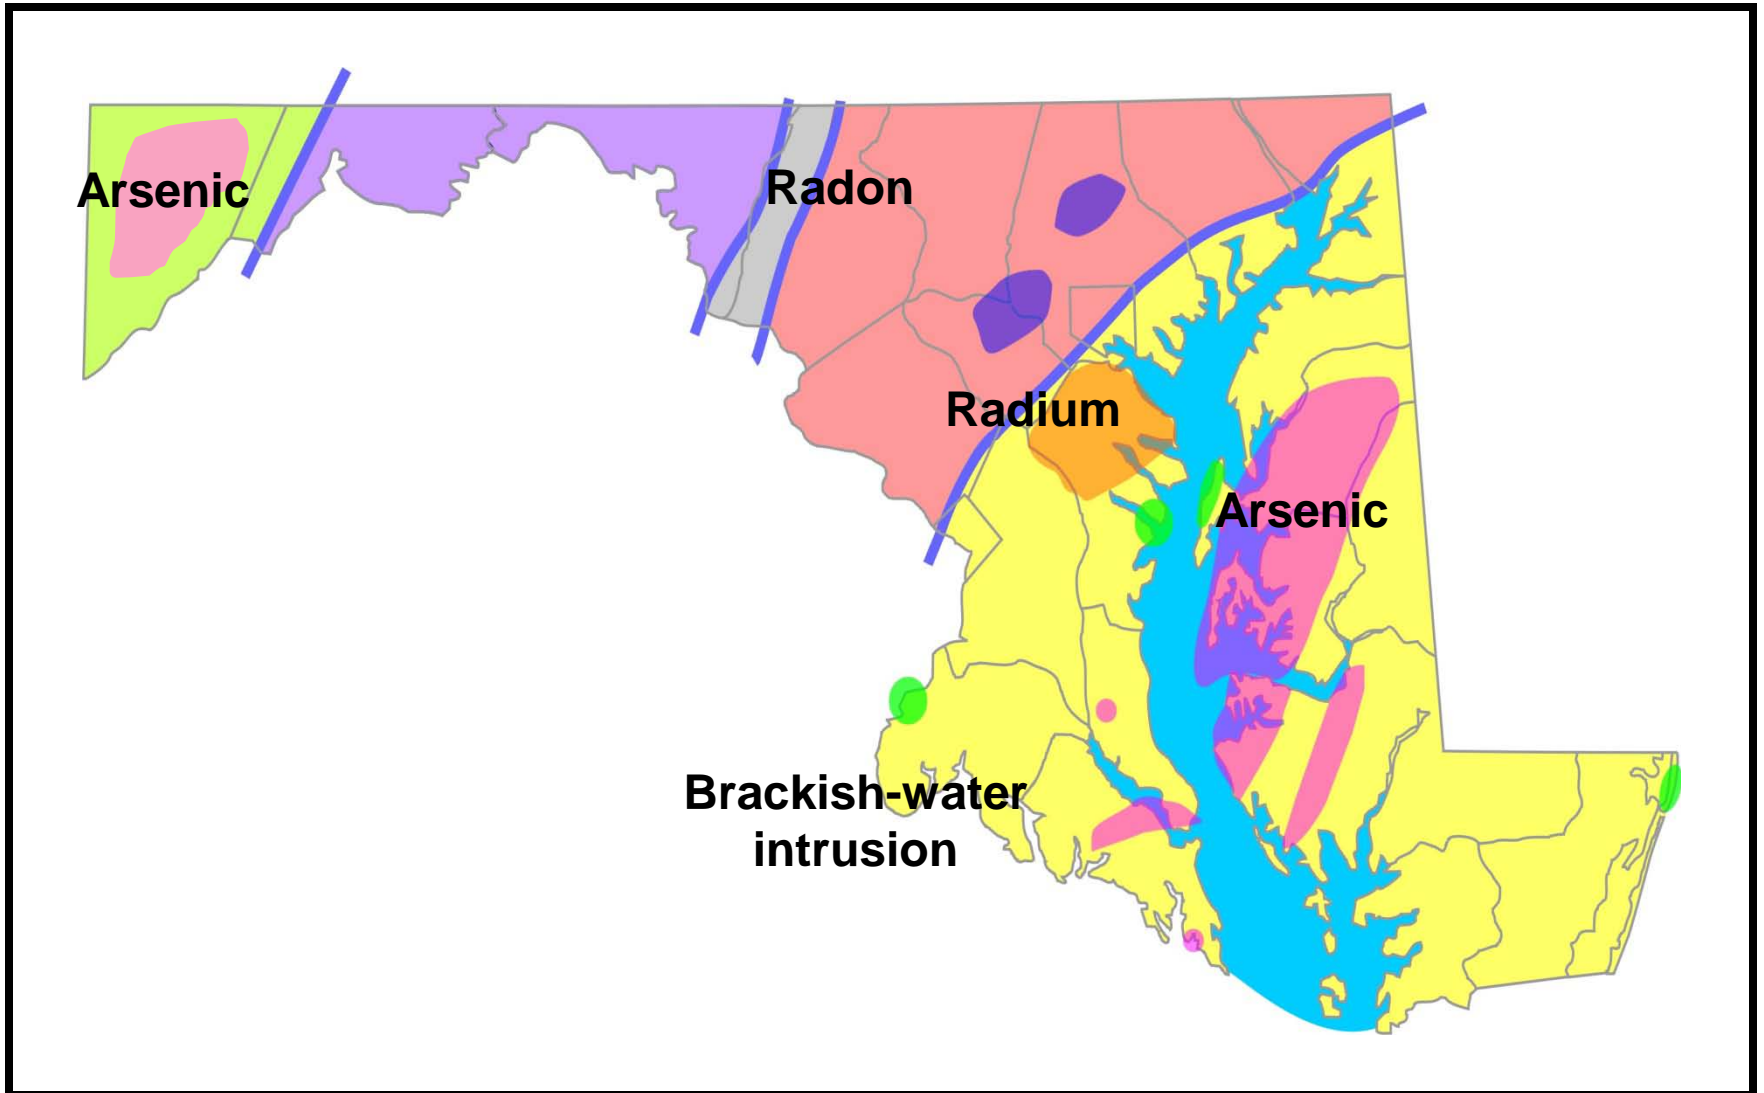 Arsenic
Radon
Radium
Arsenic
Brackish-water
intrusion